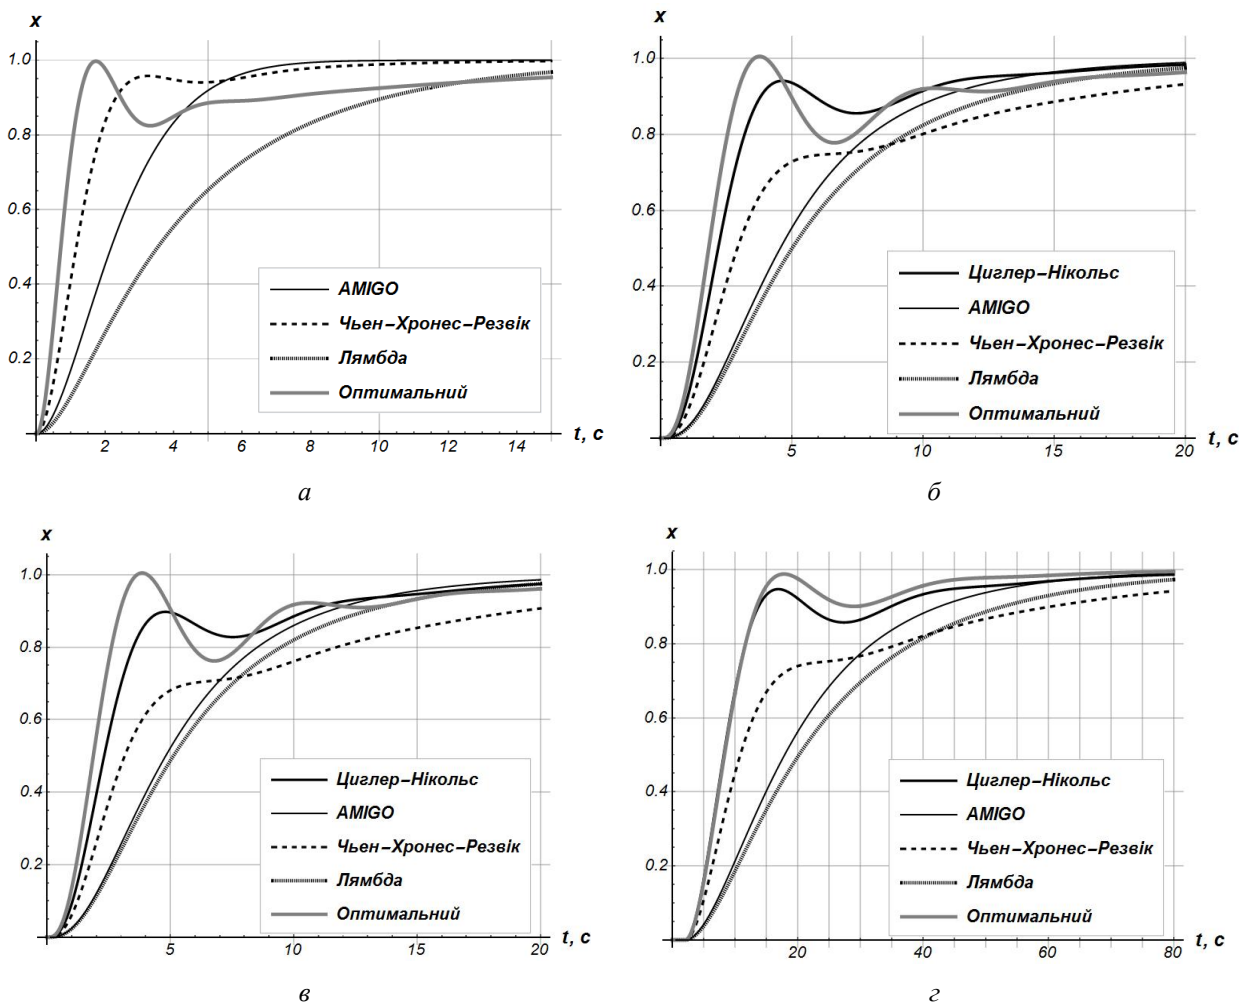 x
1.0
0.8
0.6
0.4
0.2
AMIGO
Чьен–Хронес–Резвік
Лямбда
Оптимальний
2 4 6 8 10 12 14
t, c
а
x
1.0
0.8
0.6
0.4
0.2
Циглер–Нікольс
AMIGO
Чьен–Хронес–Резвік
Лямбда
Оптимальний
5 10 15 20
t, c
б
x
1.0
0.8
0.6
0.4
0.2
Циглер–Нікольс
AMIGO
Чьен–Хронес–Резвік
Лямбда
Оптимальний
5 10 15 20
t, c
в
x
1.0
0.8
0.6
0.4
0.2
Циглер–Нікольс
AMIGO
Чьен–Хронес–Резвік
Лямбда
Оптимальний
20 40 60 80
t, c
г